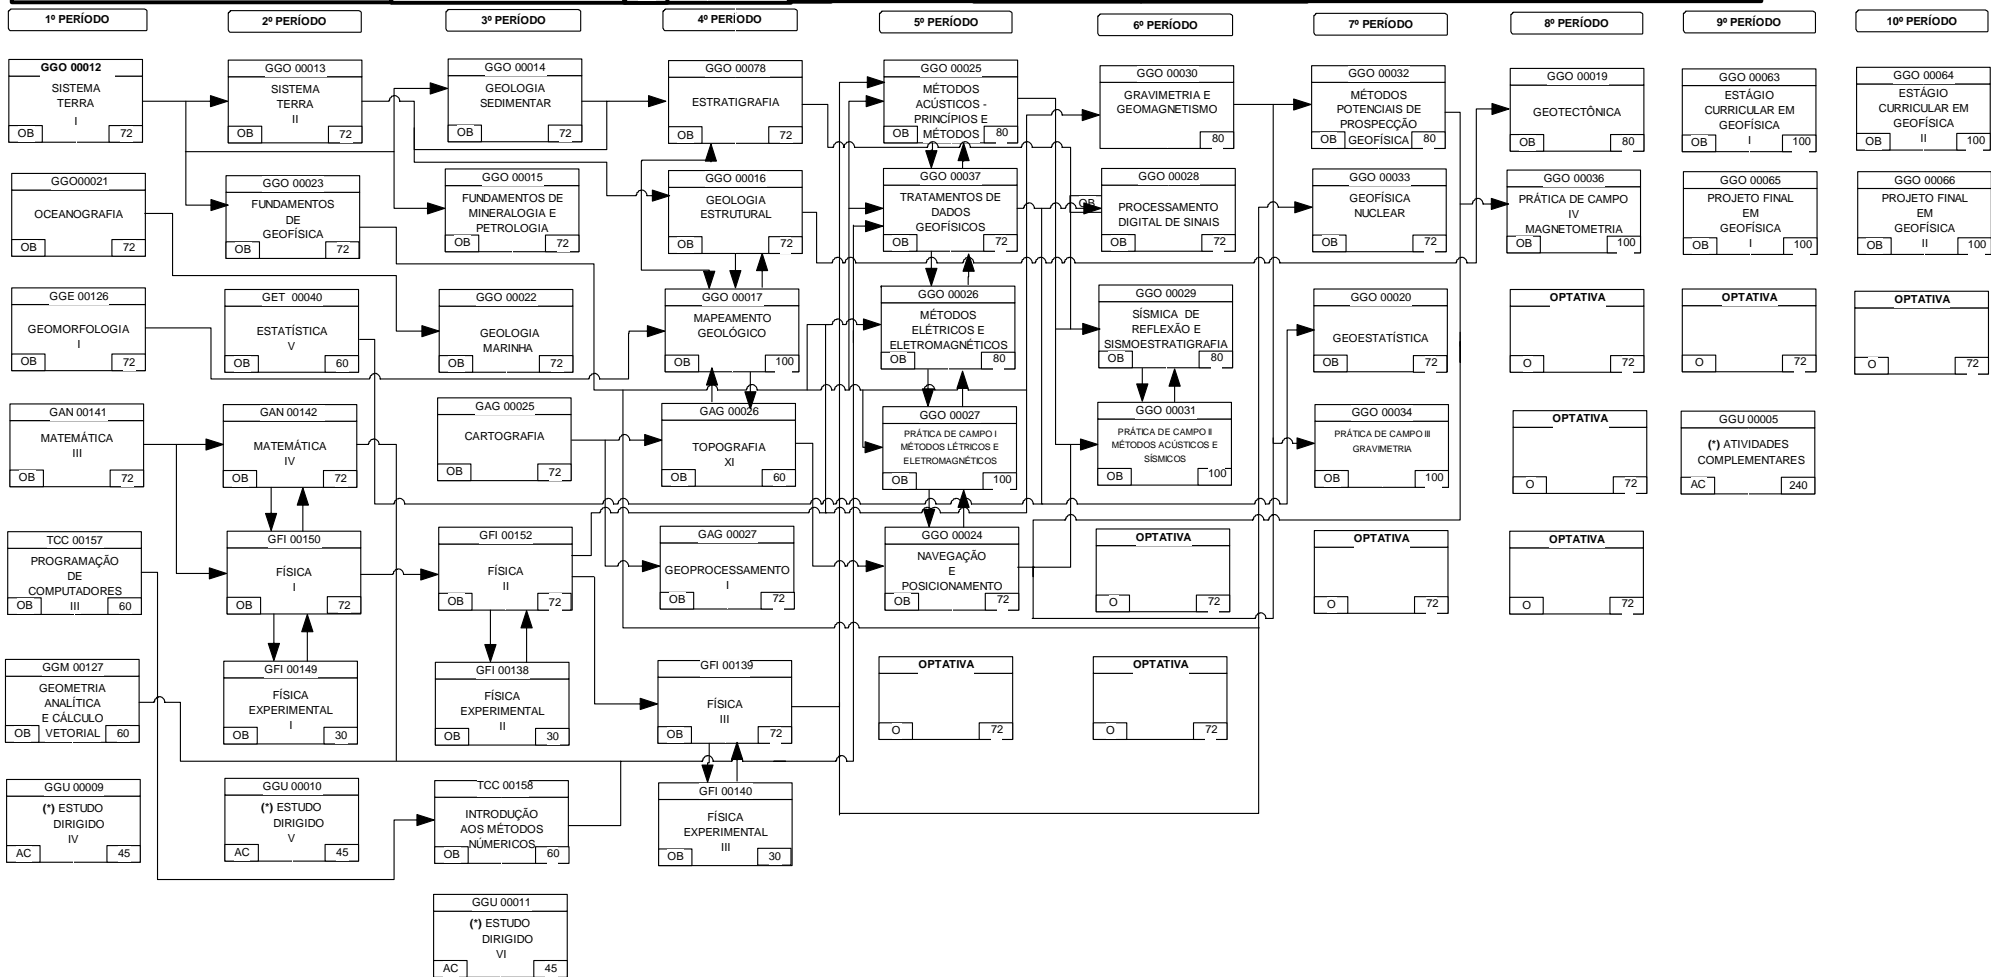 1º PERÍODO
2º PERÍODO
3º PERÍODO
4º PERÍODO
5º PERÍODO
6º PERÍODO
7º PERÍODO
8º PERÍODO
9º PERÍODO
10º PERÍODO
GGO 00012
SISTEMA
TERRA
I
OB 72
GGO00021
OCEANOGRAFIA
OB 72
GGE 00126
GEOMORFOLOGIA
I
OB 72
GAN 00141
MATEMÁTICA
III
OB 72
TCC 00157
PROGRAMAÇÃO
DE
COMPUTADORES
OB III 60
GGM 00127
GEOMETRIA
ANALÍTICA
E CÁLCULO
OB VETORIAL 60
GGU 00009
(*) ESTUDO
DIRIGIDO
IV
AC 45
GGO 00013
SISTEMA
TERRA
II
OB 72
GGO 00023
FUNDAMENTOS
DE
GEOFÍSICA
OB 72
GET 00040
ESTATÍSTICA
V
OB 60
GAN 00142
MATEMÁTICA
IV
OB 72
GFI 00150
FÍSICA
I
OB 72
GFI 00149
FÍSICA
EXPERIMENTAL
I
OB 30
GGU 00010
(*) ESTUDO
DIRIGIDO
V
AC 45
GGO 00014
GEOLOGIA
SEDIMENTAR
OB 72
GGO 00015
FUNDAMENTOS DE
MINERALOGIA E
PETROLOGIA
OB 72
GGO 00022
GEOLOGIA
MARINHA
OB 72
GAG 00025
CARTOGRAFIA
OB 72
GFI 00152
FÍSICA
II
OB 72
GFI 00138
FÍSICA
EXPERIMENTAL
II
OB 30
TCC 00158
INTRODUÇÃO
AOS MÉTODOS
NÚMERICOS
OB 60
GGU 00011
(*) ESTUDO
DIRIGIDO
VI
AC 45
GGO 00078
ESTRATIGRAFIA
OB 72
GGO 00016
GEOLOGIA
ESTRUTURAL
OB 72
GGO 00017
MAPEAMENTO
GEOLÓGICO
OB 100
GAG 00026
TOPOGRAFIA
XI
OB 60
GAG 00027
GEOPROCESSAMENTO
I
OB 72
GFI 00139
FÍSICA
III
OB 72
GFI 00140
FÍSICA
EXPERIMENTAL
III
OB 30
GGO 00025
MÉTODOS
ACÚSTICOS -
PRINCÍPIOS E
MÉTODOS
OB 80
GGO 00037
TRATAMENTOS DE
DADOS
GEOFÍSICOS
OB 72
GGO 00026
MÉTODOS
ELÉTRICOS E
ELETROMAGNÉTICOS
OB 80
GGO 00027
PRÁTICA DE CAMPO I
MÉTODOS LÉTRICOS E
ELETROMAGNÉTICOS
OB 100
GGO 00024
NAVEGAÇÃO
E
POSICIONAMENTO
OB 72
OPTATIVA
O 72
GGO 00030
GRAVIMETRIA E
GEOMAGNETISMO
80
GGO 00028
OB
PROCESSAMENTO
DIGITAL DE SINAIS
OB 72
GGO 00029
SÍSMICA DE
REFLEXÃO E
SISMOESTRATIGRAFIA
OB 80
GGO 00031
PRÁTICA DE CAMPO II
MÉTODOS ACÚSTICOS E
SÍSMICOS
OB 100
OPTATIVA
O 72
OPTATIVA
O 72
GGO 00032
MÉTODOS
POTENCIAIS DE
PROSPECÇÃO
OB GEOFÍSICA 80
GGO 00033
GEOFÍSICA
NUCLEAR
OB 72
GGO 00020
GEOESTATÍSTICA
OB 72
GGO 00034
PRÁTICA DE CAMPO III
GRAVIMETRIA
OB 100
OPTATIVA
O 72
GGO 00019
GEOTECTÔNICA
OB 80
GGO 00036
PRÁTICA DE CAMPO
IV
MAGNETOMETRIA
OB 100
OPTATIVA
O 72
OPTATIVA
O 72
OPTATIVA
O 72
GGO 00063
ESTÁGIO
CURRICULAR EM
GEOFÍSICA
OB I 100
GGO 00065
PROJETO FINAL
EM
GEOFÍSICA
OB I 100
OPTATIVA
O 72
GGU 00005
(*) ATIVIDADES
COMPLEMENTARES
AC 240
GGO 00064
ESTÁGIO
CURRICULAR EM
GEOFÍSICA
OB II 100
GGO 00066
PROJETO FINAL
EM
GEOFÍSICA
OB II 100
OPTATIVA
O 72